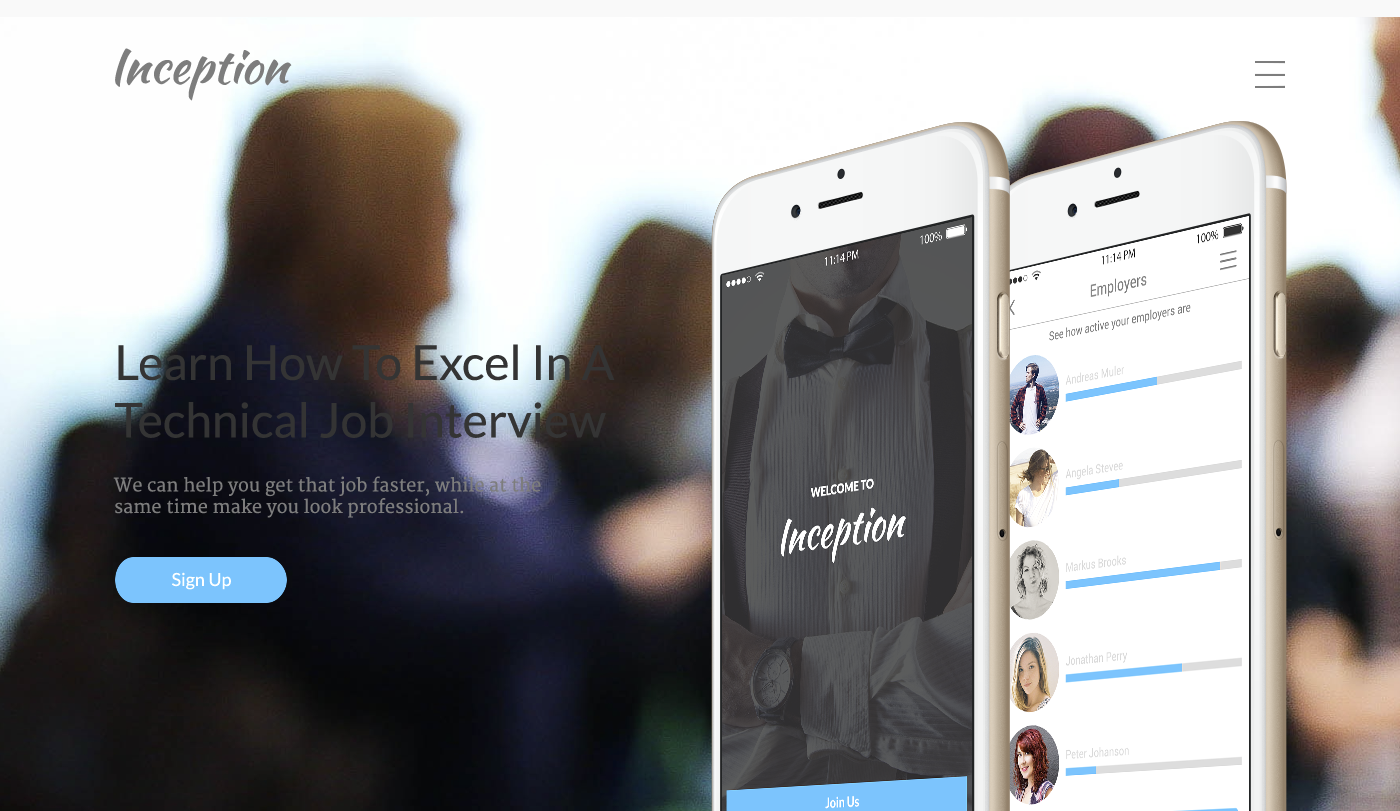 Inception
Learn How To Excel In A
Technical Job Interview
We can help you get that job faster, while at the
same time make you look professional.
Sign Up
100%
11:14 PM
WELCOME TO
Inception
Join Us
100%
11:14 PM
Employers
See how active your employers are
Andreas Muler
Angela Stevee
Markus Brooks
Jonathan Perry
Peter Johanson